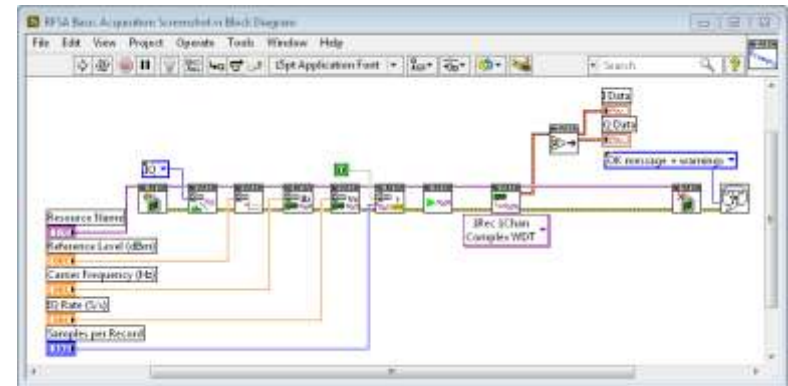 RFSA Basic Acquisition Screenshot.vi Block Diagram
File Edit View Project Operate Tools Window Help
15pt Application Font
Search
I Data
Q Data
OK message + warnings
IQ
Resource Name
Reference Level (dBm)
1Rec 1Chan
Complex WDT
Carrier Frequency (Hz)
IQ Rate (S/s)
Samples per Record